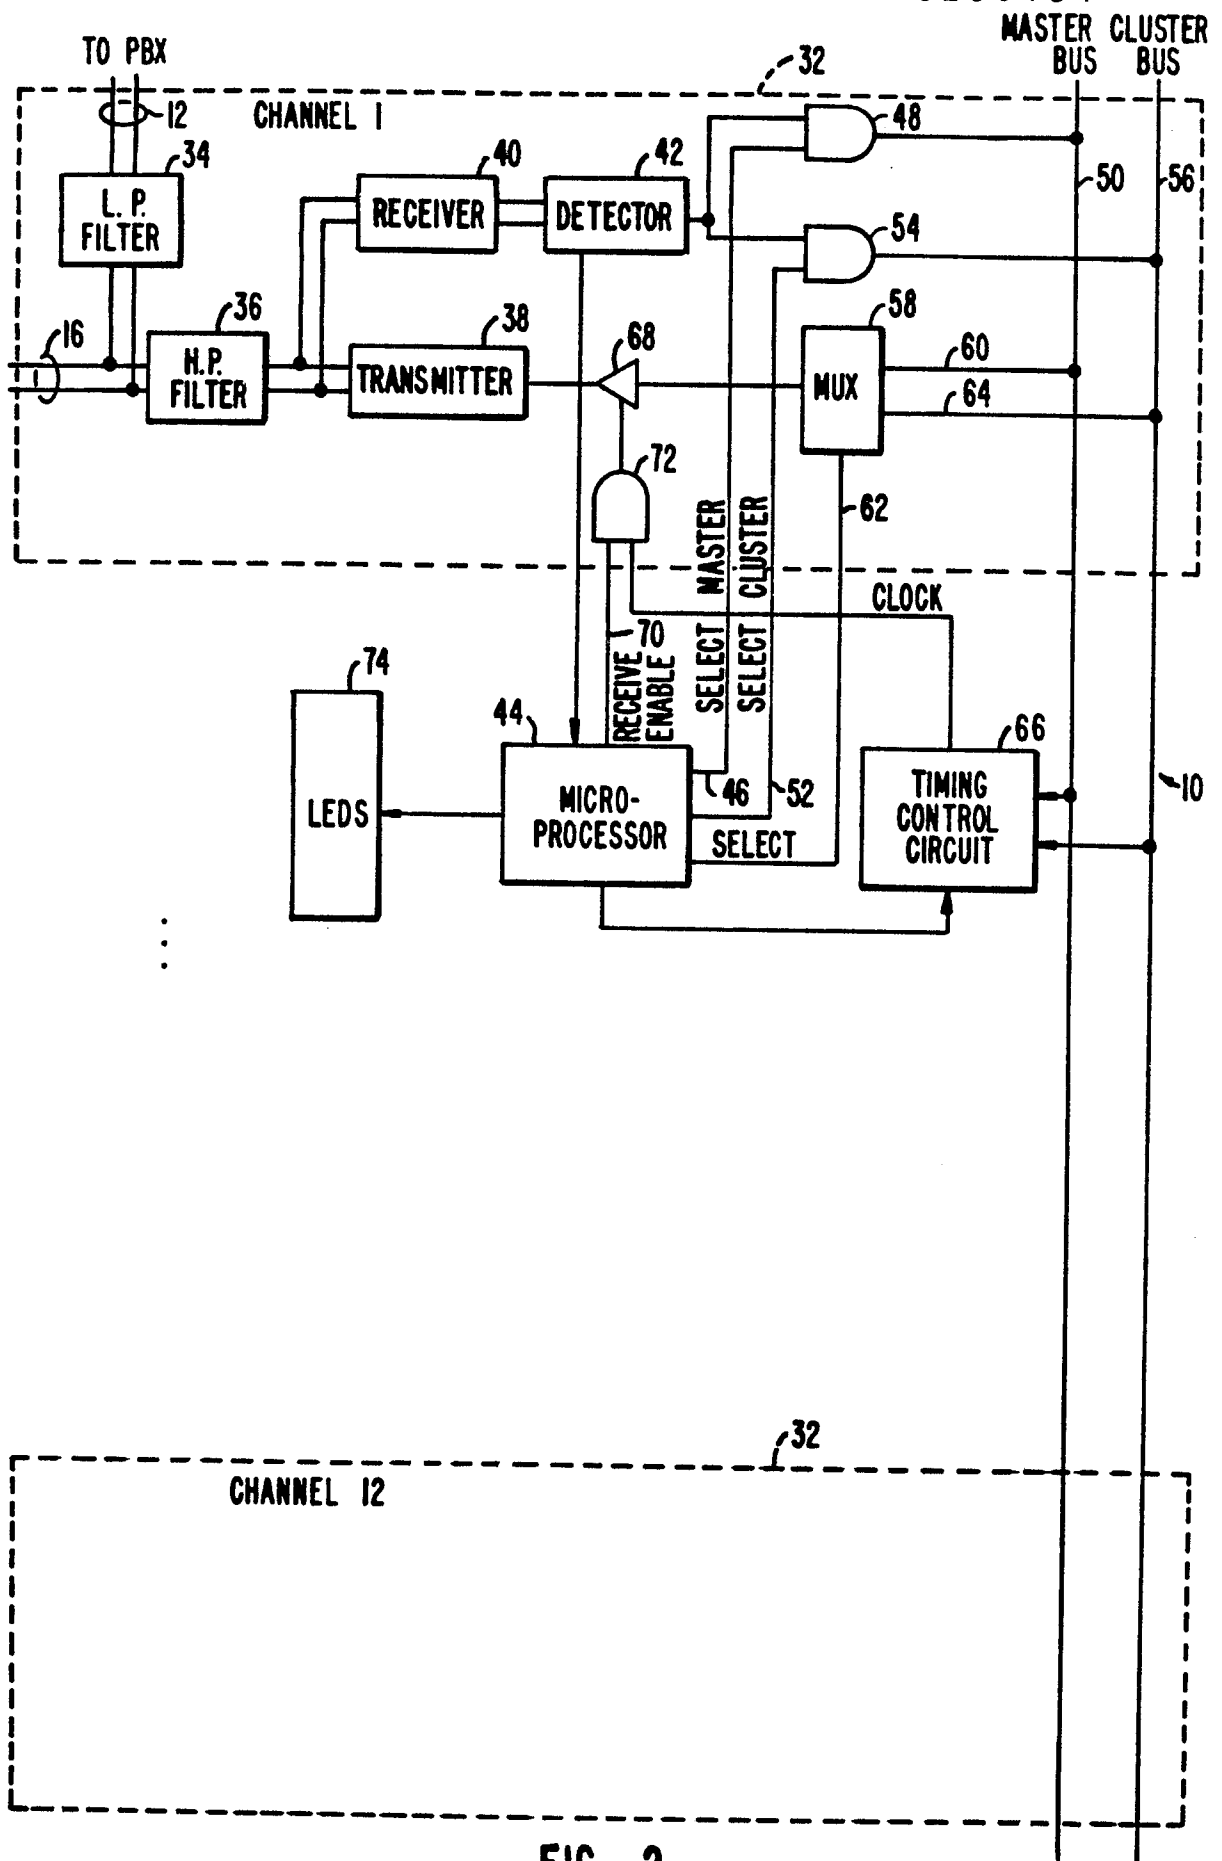 MASTER CLUSTER
BUS BUS
TO PBX
32
12
CHANNEL 1
48
34
40
42
50
56
L. P.
FILTER
RECEIVER
DETECTOR
54
16
36
38
58
68
60
H.P.
FILTER
TRANSMITTER
MUX
64
72
62
SELECT MASTER
SELECT CLUSTER
CLOCK
70
RECEIVE
ENABLE
74
44
66
LEDS
MICRO-
PROCESSOR
46
52
TIMING
CONTROL
CIRCUIT
10
SELECT
32
CHANNEL 12